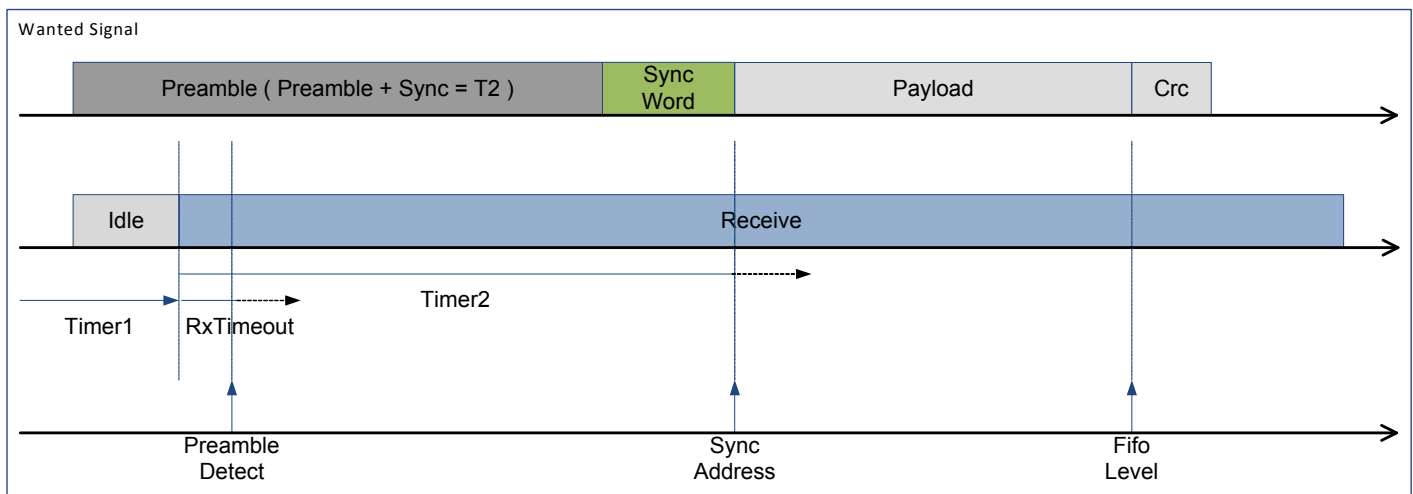 Wanted Signal
Preamble ( Preamble + Sync = T2 )
Sync
Word
Payload
Crc
Idle
Receive
Timer2
Timer1
RxTimeout
Preamble
Detect
Sync
Address
Fifo
Level